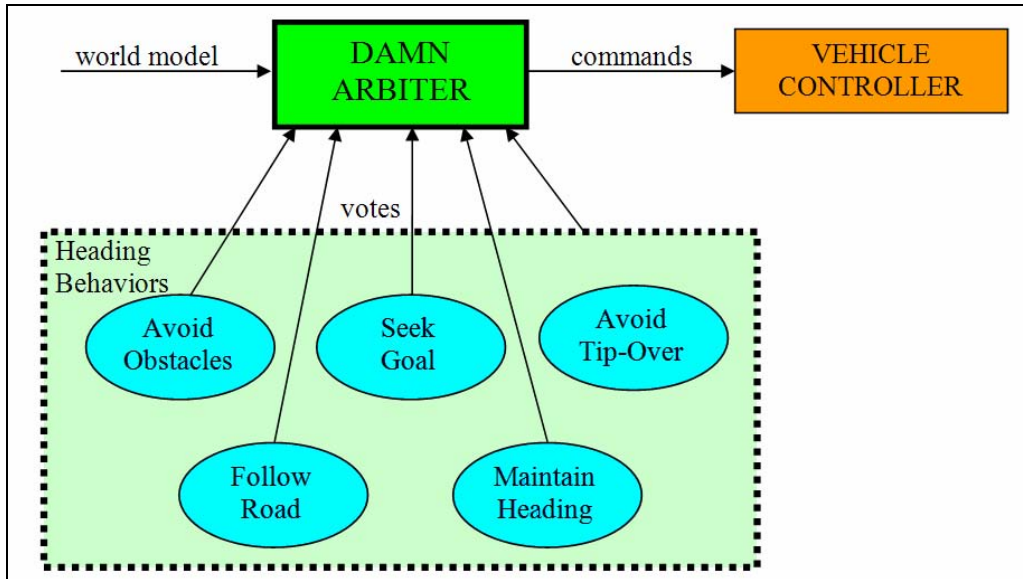 world model
DAMN
ARBITER
commands
VEHICLE
CONTROLLER
votes
Heading
Behaviors
Avoid
Obstacles
Seek
Goal
Avoid
Tip-Over
Follow
Road
Maintain
Heading